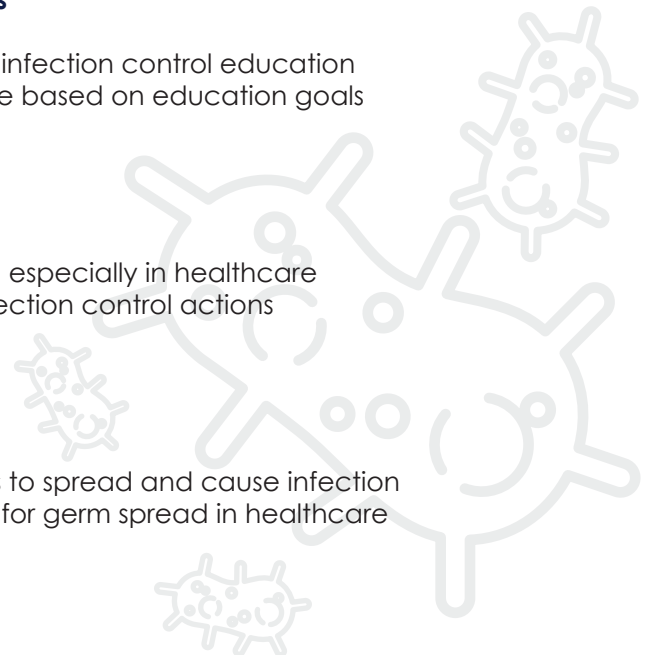 s
infection control education
e based on education goals
especially in healthcare
ection control actions
to spread and cause infection
for germ spread in healthcare